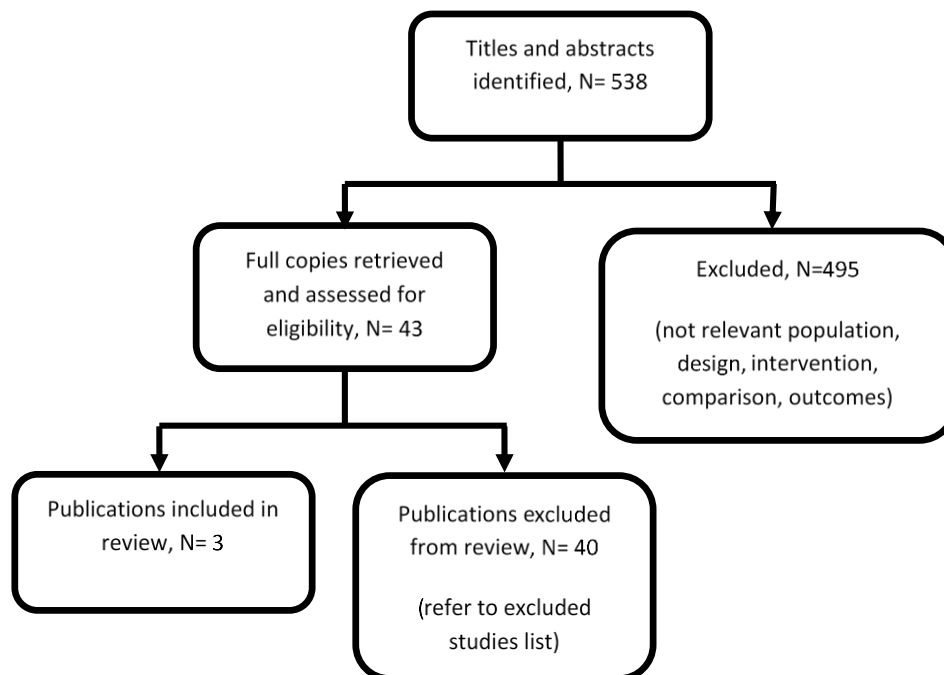 Titles and abstracts
identified, N= 538
Full copies retrieved
and assessed for
eligibility, N= 43
Excluded, N=495
(not relevant population,
design, intervention,
comparison, outcomes)
Publications included in
review, N= 3
Publications excluded
from review, N= 40
(refer to excluded
studies list)